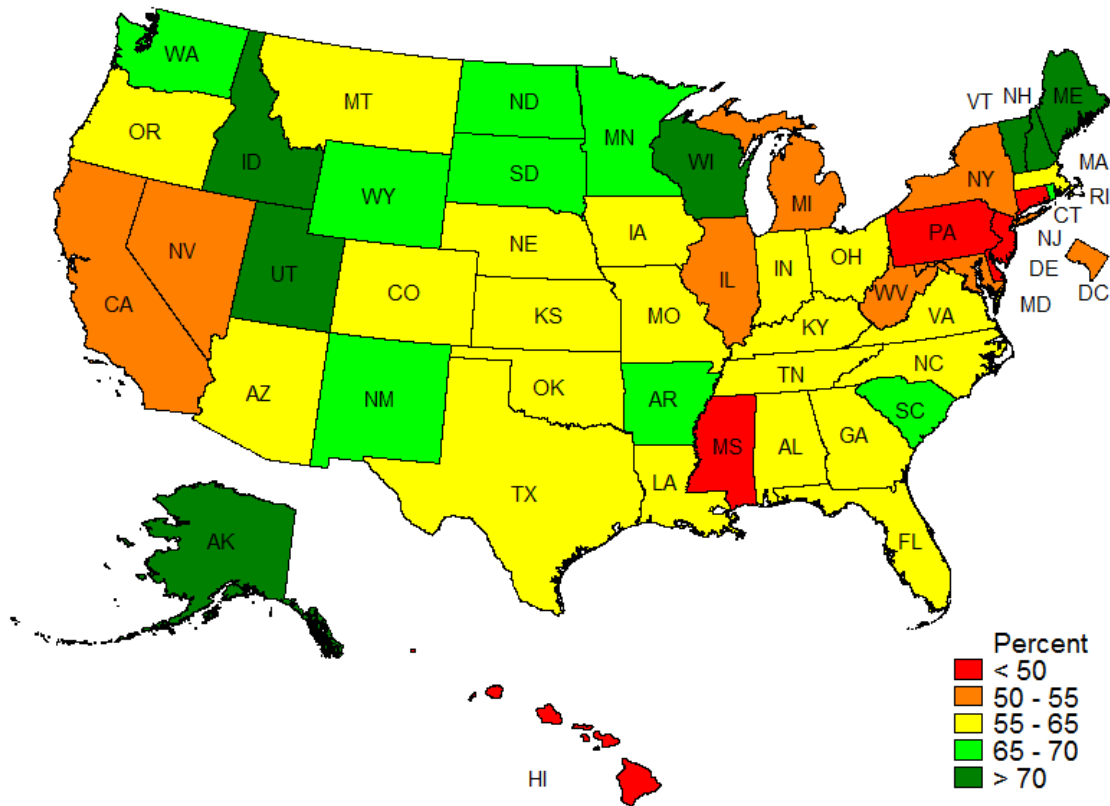 WA
VT
NH
ME
MT
ND
MN
OR
ID
WI
MA
SD
NY
RI
WY
MI
CT
PA
NJ
NE
IA
OH
DE
NV
UT
IN
IL
DC
CO
WV
MD
CA
KS
MO
VA
KY
NC
TN
OK
AZ
NM
AR
SC
GA
MS
AL
LA
TX
AK
FL
HI
Percent
< 50
50 - 55
55 - 65
65 - 70
> 70